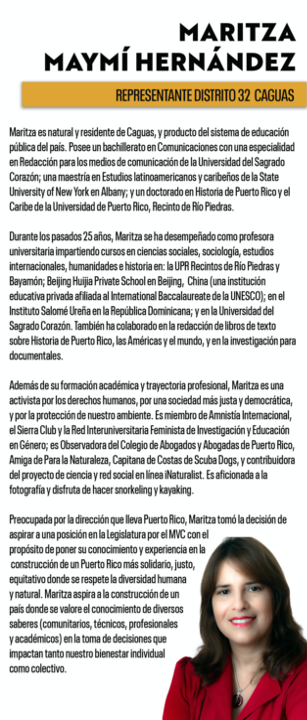 MARITZA
MAYMÍ HERNÁNDEZ
REPRESENTANTE DISTRITO 32 CAGUAS
Maritza es natural y residente de Caguas, y producto del sistema de educación
pública del país. Posee un bachillerato en Comunicaciones con una especialidad
en Redacción para los medios de comunicación de la Universidad del Sagrado
Corazón; una maestría en Estudios latinoamericanos y caribeños de la State
University of New York en Albany; y un doctorado en Historia de Puerto Rico y el
Caribe de la Universidad de Puerto Rico, Recinto de Río Piedras.
Durante los pasados 25 años, Maritza se ha desempeñado como profesora
universitaria impartiendo cursos en ciencias sociales, sociología, estudios
internacionales, humanidades e historia en: la UPR Recintos de Río Piedras y
Bayamón; Beijing Huijia Private School en Beijing, China (una institución
educativa privada afiliada al International Baccalaureate de la UNESCO); en el
Instituto Salomé Ureña en la República Dominicana; y en la Universidad del
Sagrado Corazón. También ha colaborado en la redacción de libros de texto
sobre Historia de Puerto Rico, las Américas y el mundo, y en la investigación para
documentales.
Además de su formación académica y trayectoria profesional, Maritza es una
activista por los derechos humanos, por una sociedad más justa y democrática,
y por la protección de nuestro ambiente. Es miembro de Amnistía Internacional,
el Sierra Club y la Red Interuniversitaria Feminista de Investigación y Educación
en Género; es Observadora del Colegio de Abogados y Abogadas de Puerto Rico,
Amiga de Para la Naturaleza, Capitana de Costas de Scuba Dogs, y contribuidora
del proyecto de ciencia y red social en línea iNaturalist. Es aficionada a la
fotografía y disfruta de hacer snorkeling y kayaking.
Preocupada por la dirección que lleva Puerto Rico, Maritza tomó la decisión de
aspirar a una posición en la Legislatura por el MVC con el
propósito de poner su conocimiento y experiencia en la
construcción de un Puerto Rico más solidario, justo,
equitativo donde se respete la diversidad humana
y natural. Maritza aspira a la construcción de un
país donde se valore el conocimiento de diversos
saberes (comunitarios, técnicos, profesionales
y académicos) en la toma de decisiones que
impactan tanto nuestro bienestar individual
como colectivo.